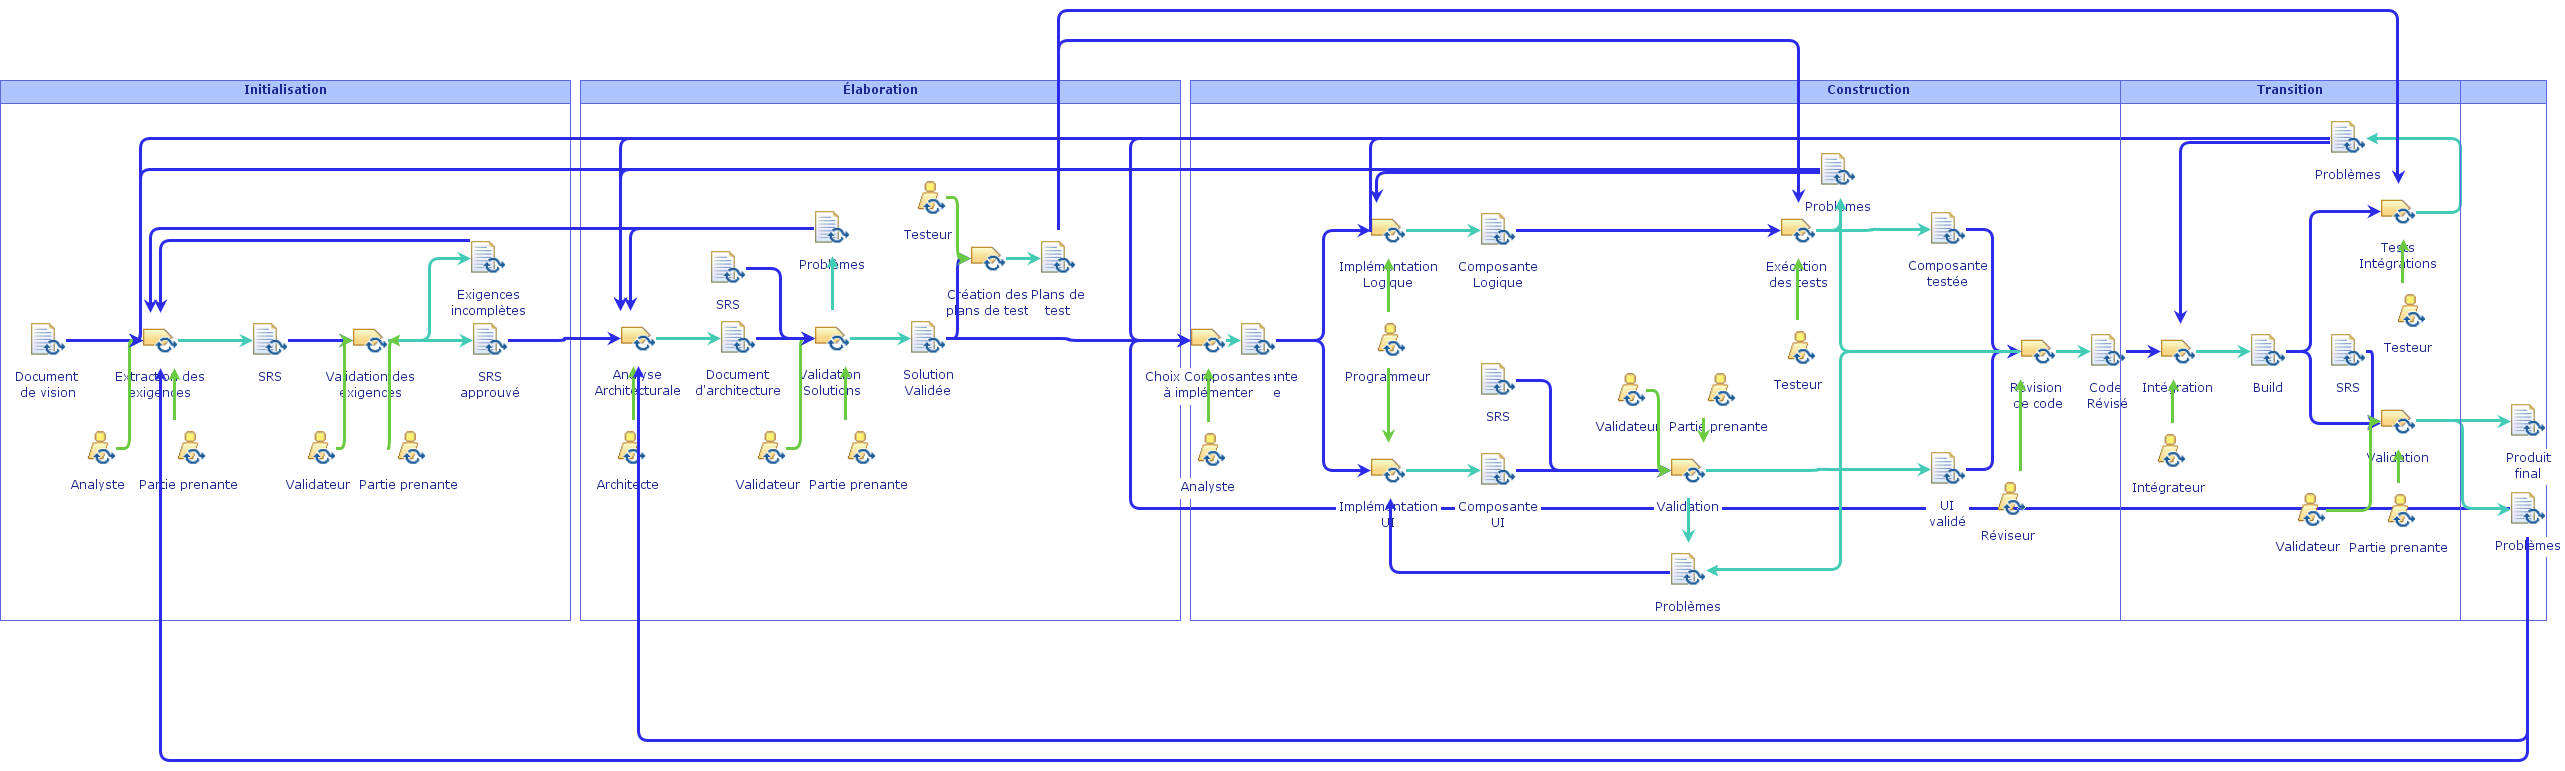 Initialisation
Élaboration
Construction
Transition
Document
de vision
Extraction des
exigences
SRS
Validation des
exigences
Exigences
incomplètes
SRS
approuvé
Analyste
Partie prenante
Validateur
Partie prenante
Analyse
Architecturale
SRS
Document
d'architecture
Problèmes
Validation
Solutions
Testeur
Création des
plans de test
Plans de
test
Solution
Validée
Architecte
Validateur
Partie prenante
Choix Composantes
à implémenter
Analyste
Implémentation
Logique
Composante
Logique
Programmeur
SRS
Implémentation
UI
Composante
UI
Validateur
Partie prenante
Validation
Problèmes
Problèmes
Exécution
des tests
Testeur
Composante
testée
UI
validé
Révision
de code
Réviseur
Code
Révisé
Intégration
Intégrateur
Build
SRS
Problèmes
Tests
Intégrations
Testeur
Validation
Validateur
Partie prenante
Produit
final
Problèmes